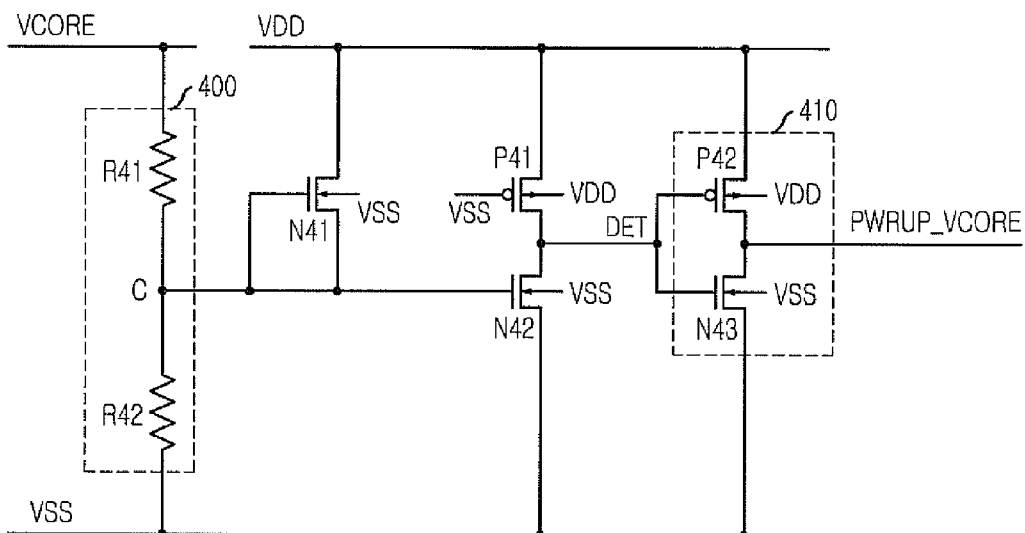 VCORE
VDD
400
410
R41
P41
P42
VSS
N41
VSS
VDD
VDD
DET
PWRUP_VCORE
C
VSS
VSS
N42
N43
R42
VSS